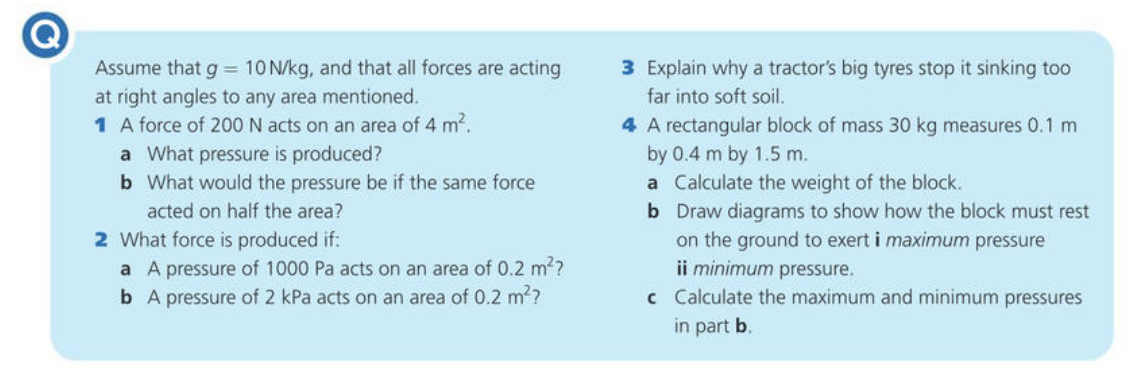 Q
Assume that g = 10 N/kg, and that all forces are acting
at right angles to any area mentioned.
1 A force of 200 N acts on an area of 4 m².
a What pressure is produced?
b What would the pressure be if the same force
acted on half the area?
2 What force is produced if:
a A pressure of 1000 Pa acts on an area of 0.2 m²?
b A pressure of 2 kPa acts on an area of 0.2 m²?
3 Explain why a tractor's big tyres stop it sinking too
far into soft soil.
4 A rectangular block of mass 30 kg measures 0.1 m
by 0.4 m by 1.5 m.
a Calculate the weight of the block.
b Draw diagrams to show how the block must rest
on the ground to exert i maximum pressure
ii minimum pressure.
c Calculate the maximum and minimum pressures
in part b.